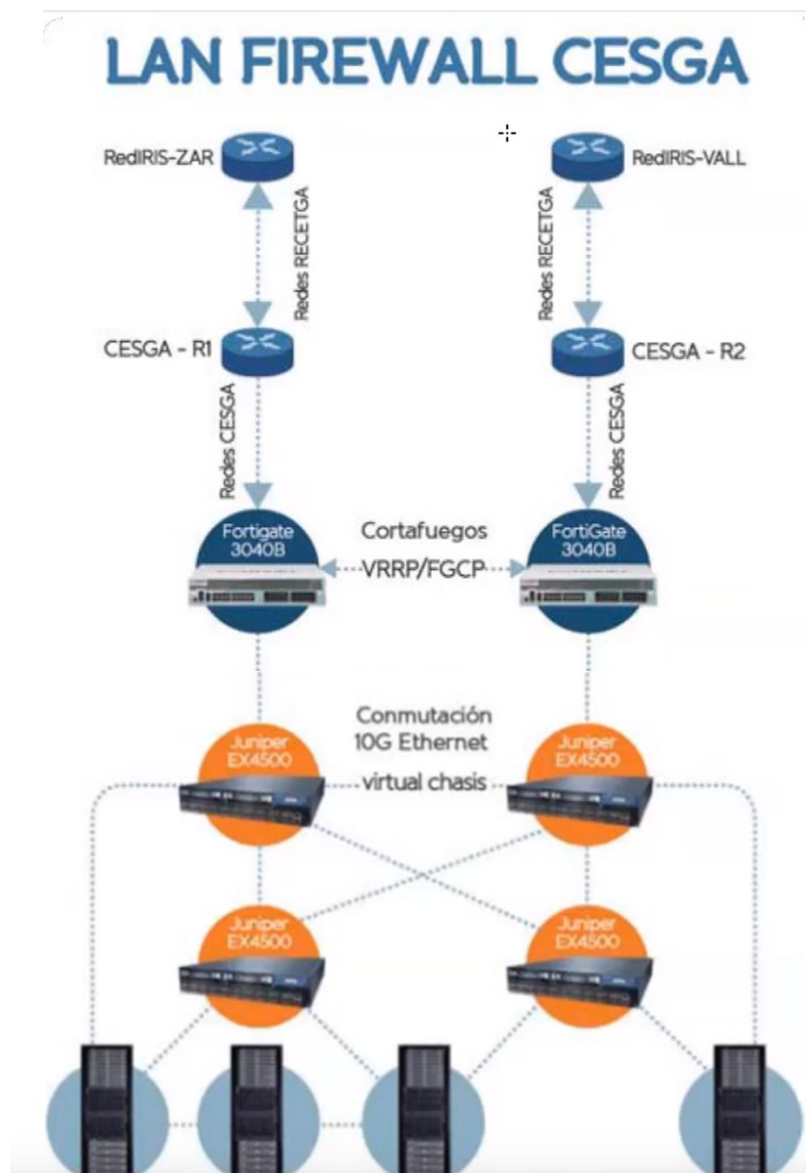 LAN FIREWALL CESGA
RedIRIS-ZAR
RedIRIS-VALL
Redes RECETGA
Redes RECETGA
CESGA - R1
CESGA - R2
Redes CESGA
Redes CESGA
Fortigate
3040B
Cortafuegos
VRRP/FGCP
FortiGate
3040B
Juniper
EX4500
Conmutación
10G Ethernet
virtual chasis
Juniper
EX4500
Juniper
EX4500
Juniper
EX4500